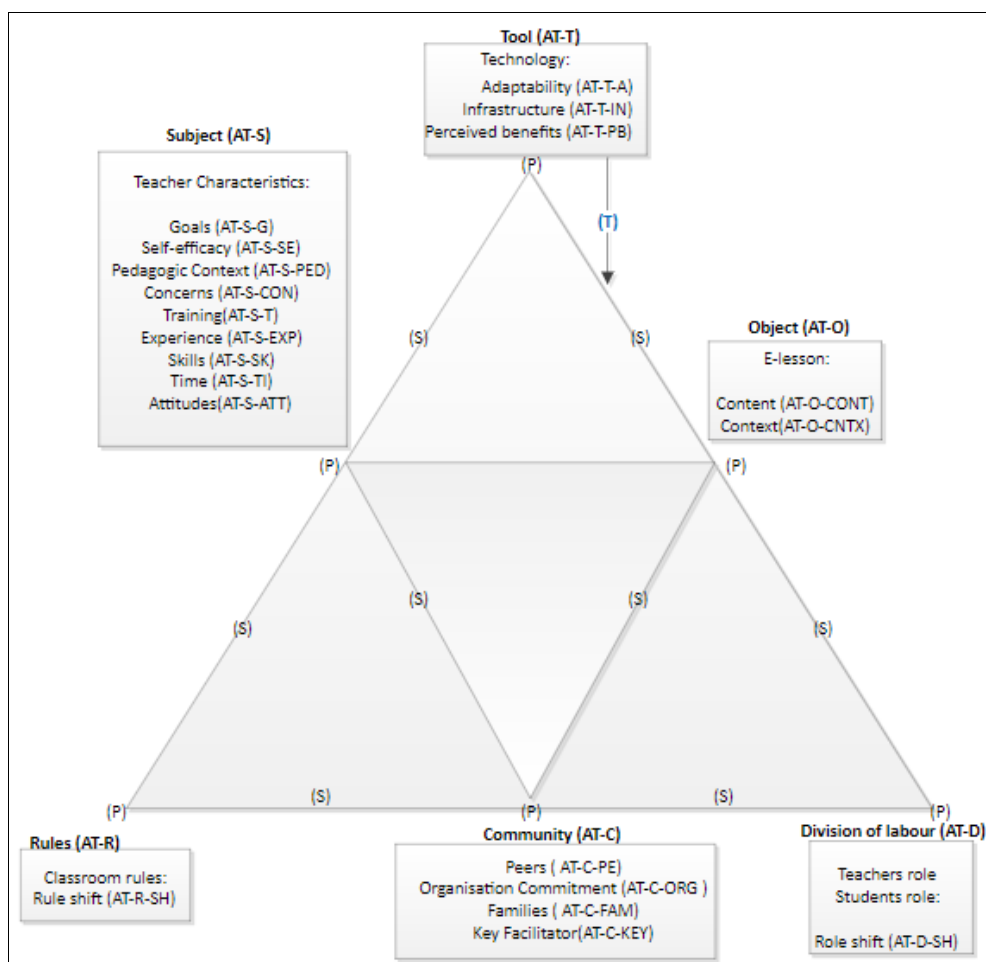 Tool (AT-T)
Technology:
Adaptability (AT-T-A)
Infrastructure (AT-T-IN)
Perceived benefits (AT-T-PB)
(P)
(T)
Subject (AT-S)
Teacher Characteristics:
Goals (AT-S-G)
Self-efficacy (AT-S-SE)
Pedagogic Context (AT-S-PED)
Concerns (AT-S-CON)
Training(AT-S-T)
Experience (AT-S-EXP)
Skills (AT-S-SK)
Time (AT-S-TI)
Attitudes(AT-S-ATT)
(S)
(S)
Object (AT-O)
E-lesson:
Content (AT-O-CONT)
Context(AT-O-CNTX)
(P)
(P)
(S)
(S)
(S)
(S)
(S)
(S)
(P)
(P)
(P)
Rules (AT-R)
Classroom rules:
Rule shift (AT-R-SH)
Community (AT-C)
Peers ( AT-C-PE)
Organisation Commitment (AT-C-ORG )
Families ( AT-C-FAM)
Key Facilitator(AT-C-KEY)
Division of labour (AT-D)
Teachers role
Students role:
Role shift (AT-D-SH)